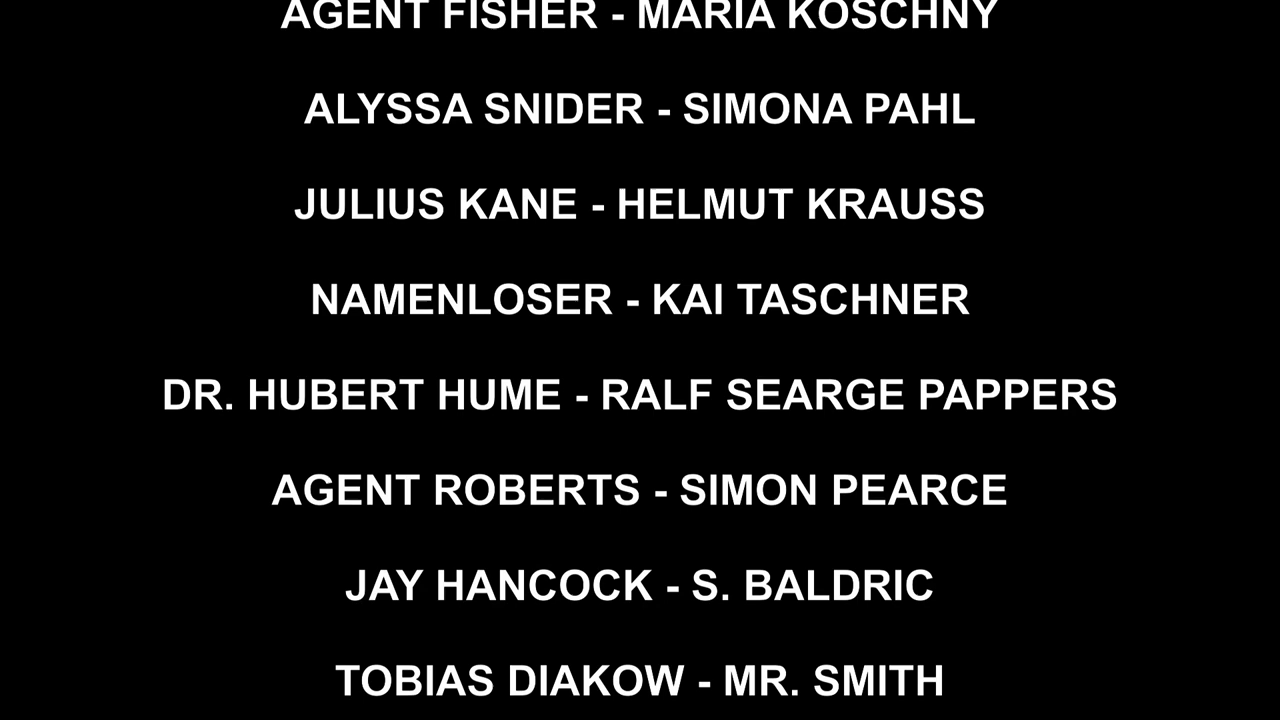 AGENT FISHER - MARIA KOSCHNY
ALYSSA SNIDER - SIMONA PAHL
JULIUS KANE - HELMUT KRAUSS
NAMENLOSER - KAI TASCHNER
DR. HUBERT HUME - RALF SEARGE PAPPERS
AGENT ROBERTS - SIMON PEARCE
JAY HANCOCK - S. BALDRIC
TOBIAS DIAKOW - MR. SMITH